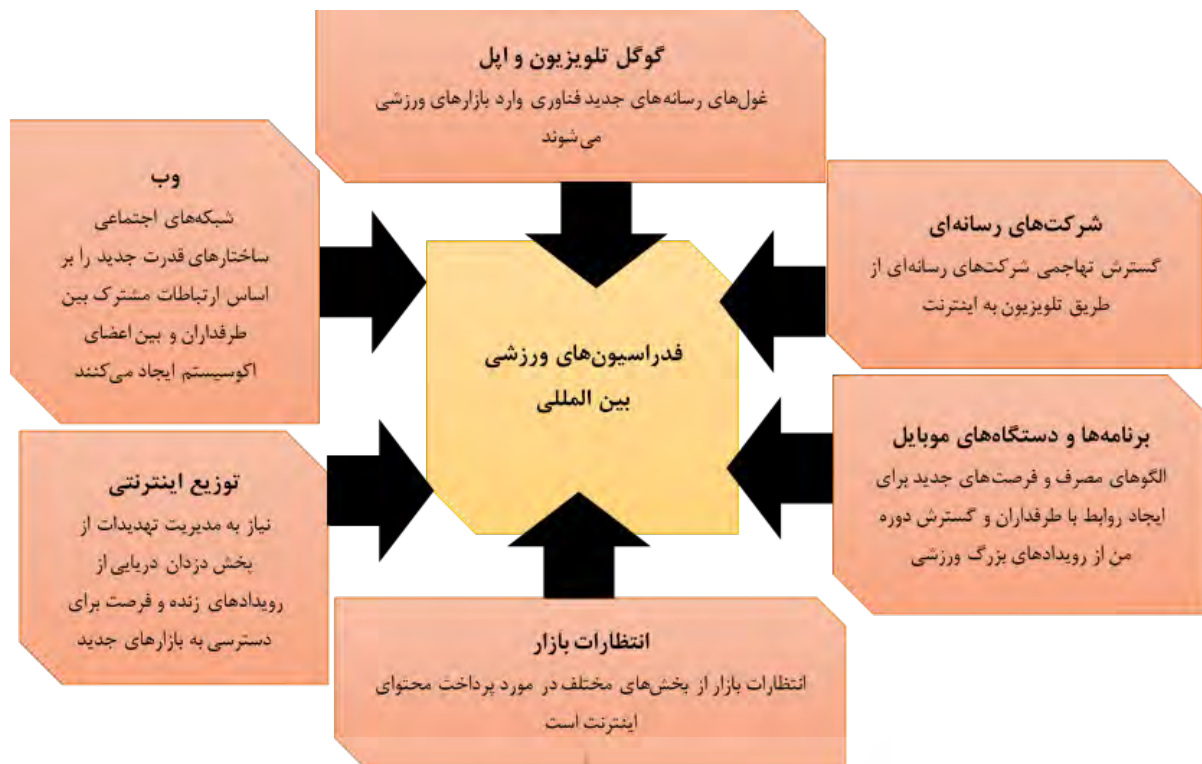 گوگل تلویزیون و اپل
غول‌های رسانه‌های جدید فناوری وارد بازارهای ورزشی
می‌شوند
شرکت‌های رسانه‌ای
گسترش تهاجمی شرکت‌های رسانه‌ای از
طریق تلویزیون به اینترنت
برنامه‌ها و دستگاه‌های موبایل
الگوهای مصرف و فرصت‌های جدید برای
ایجاد روابط با طرفداران و گسترش دوره
من از رویدادهای بزرگ ورزشی
فدراسیون‌های ورزشی
بین المللی
وب
شبکه‌های اجتماعی
ساختارهای قدرت جدید را بر
اساس ارتباطات مشترک بین
طرفداران و بین اعضای
اکوسیستم ایجاد می‌کنند
توزیع اینترنتی
نیاز به مدیریت تهدیدات از
پخش دزدان دریایی از
رویدادهای زنده و فرصت برای
دسترسی به بازارهای جدید
انتظارات بازار
انتظارات بازار از بخش‌های مختلف در مورد پرداخت محتوای
اینترنت است